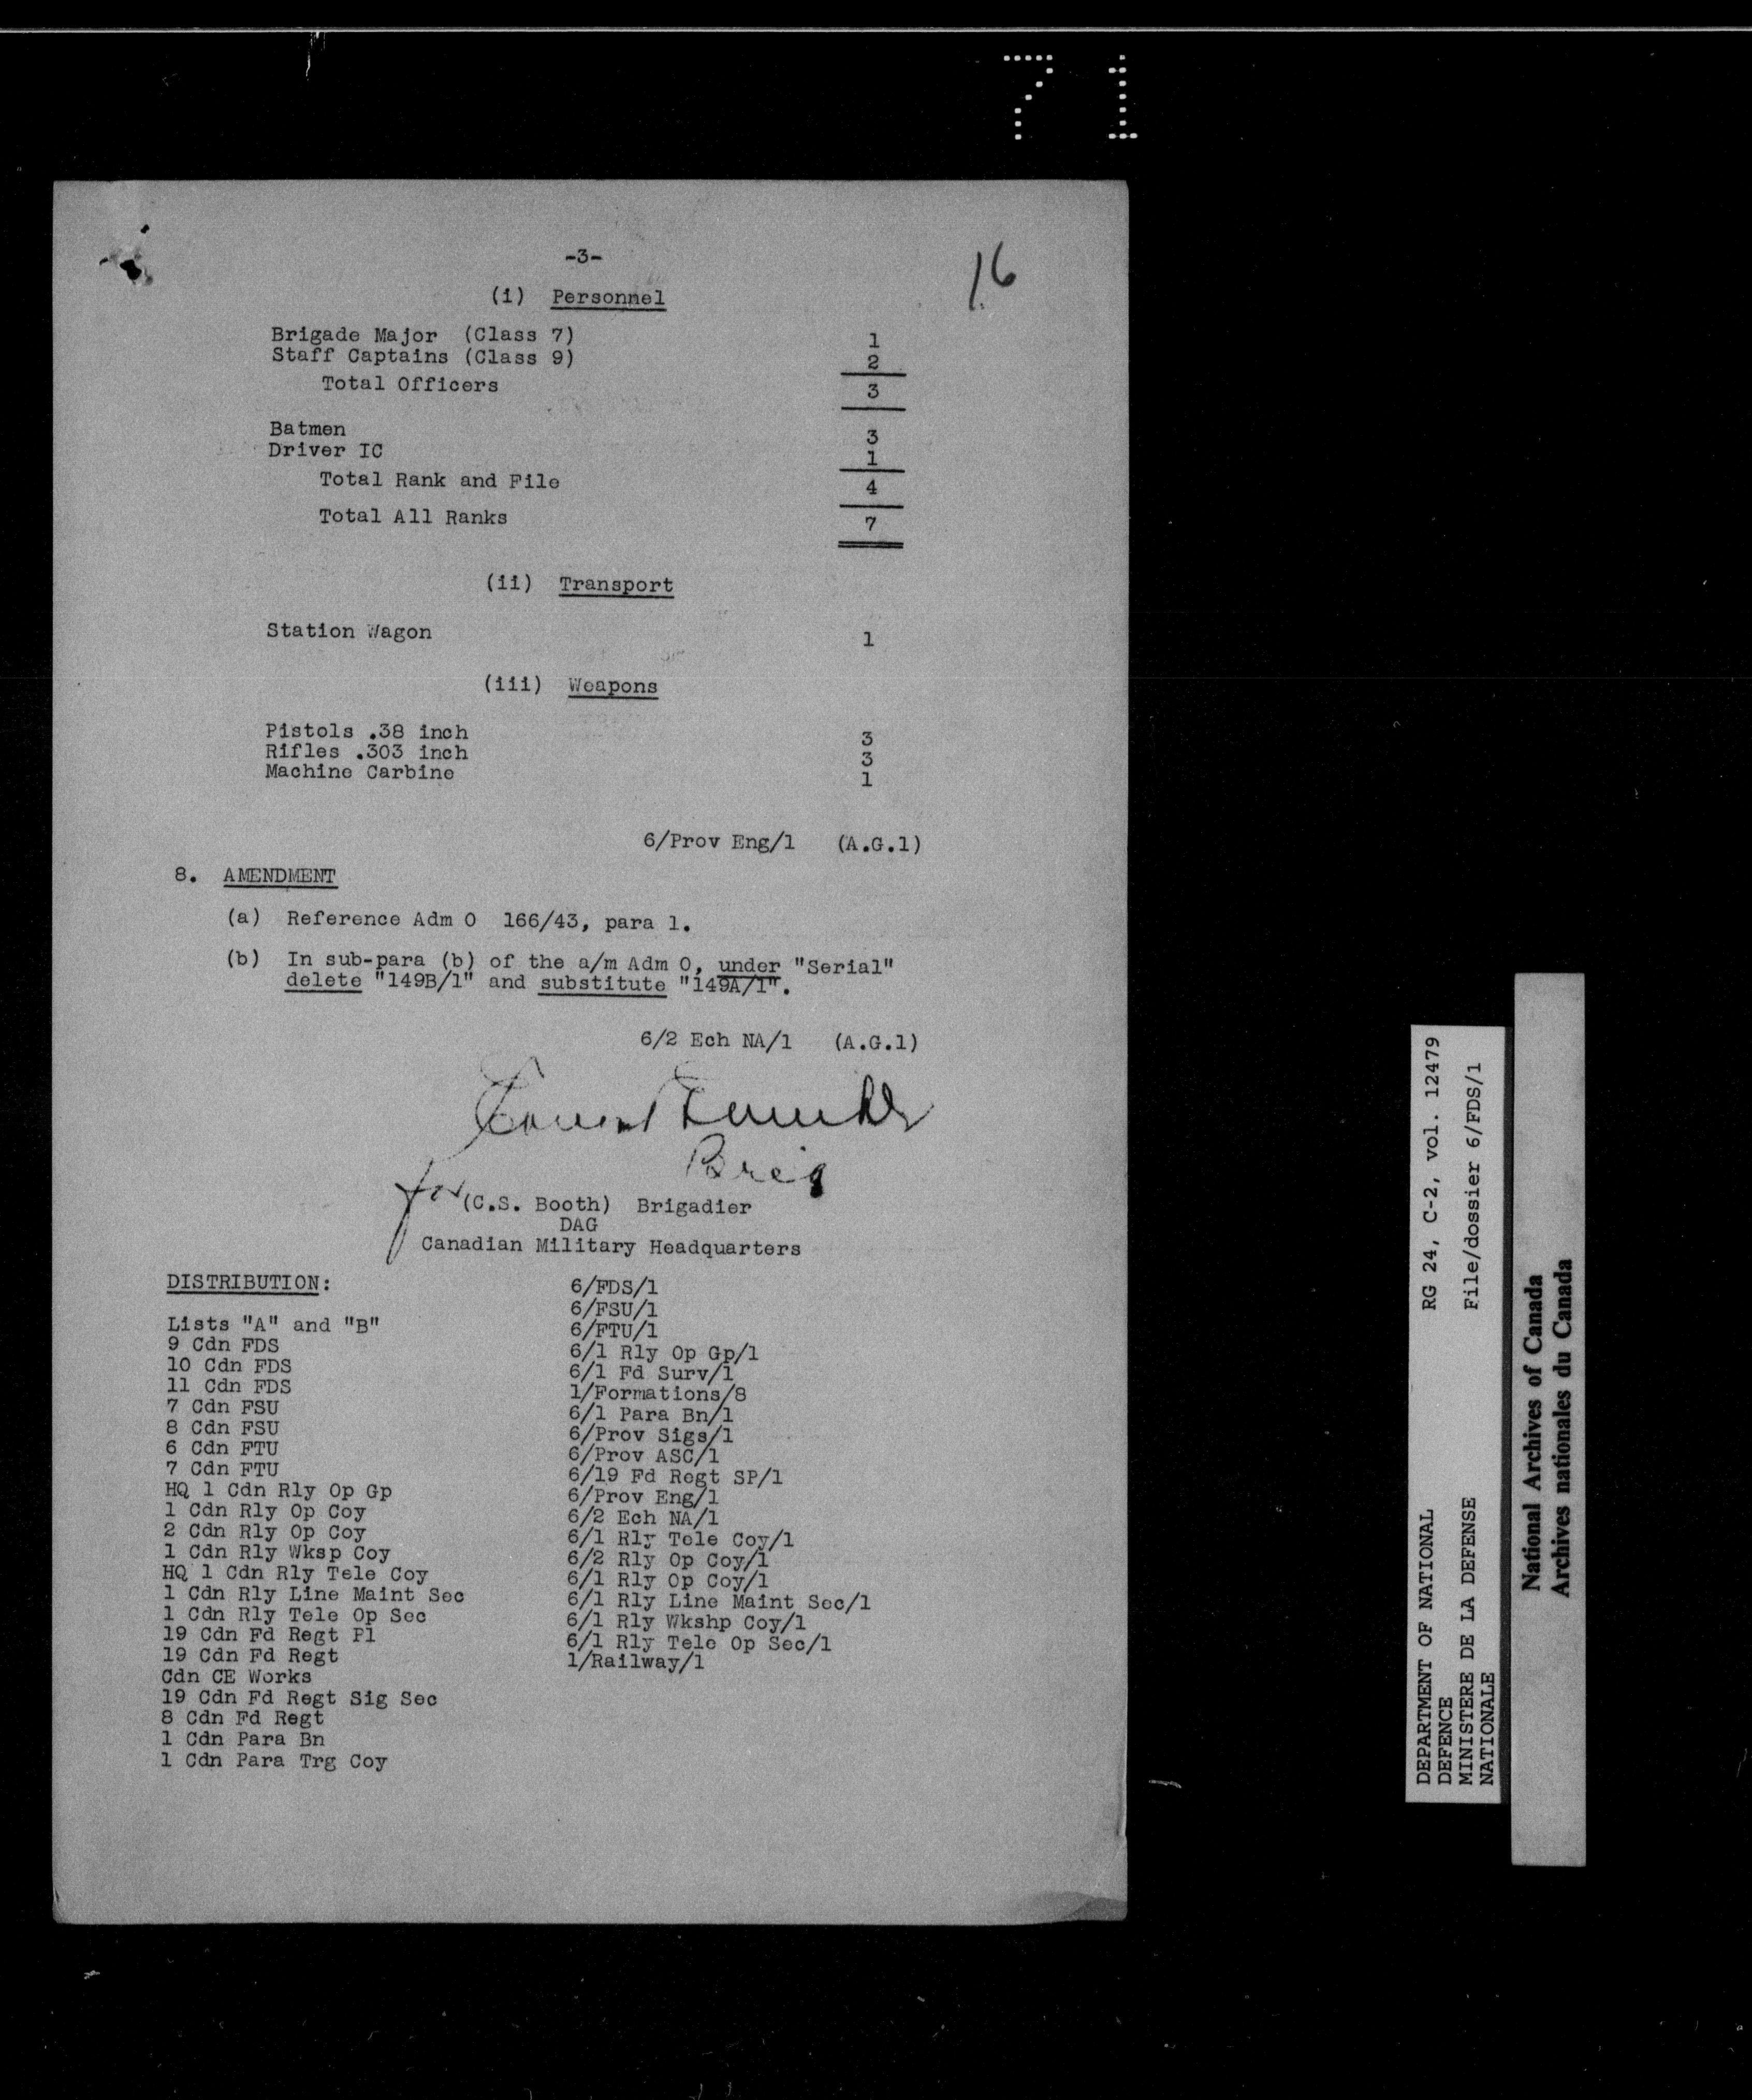 71
-3-
16
(i) Personnel
Brigade Major (Class 7) 1
Staff Captains (Class 9) 2
Total Officers 3
Batmen 3
Driver IC 1
Total Rank and File 4
Total All Ranks 7
(ii) Transport
Station Wagon 1
(iii) Weapons
Pistols .38 inch 3
Rifles .303 inch 3
Machine Carbine 1
6/Prov Eng/1 (A.G.1)
8. AMENDMENT
(a) Reference Adm O 166/43, para 1.
(b) In sub-para (b) of the a/m Adm O, under "Serial"
delete "149B/1" and substitute "149A/1".
6/2 Ech NA/1 (A.G.1)
Brig
for (C.S. Booth) Brigadier
DAG
Canadian Military Headquarters
DISTRIBUTION:
Lists "A" and "B"
9 Cdn FDS
10 Cdn FDS
11 Cdn FDS
7 Cdn FSU
8 Cdn FSU
6 Cdn FTU
7 Cdn FTU
HQ 1 Cdn Rly Op Gp
1 Cdn Rly Op Coy
2 Cdn Rly Op Coy
1 Cdn Rly Wksp Coy
HQ 1 Cdn Rly Tele Coy
1 Cdn Rly Line Maint Sec
1 Cdn Rly Tele Op Sec
19 Cdn Fd Regt Pl
19 Cdn Fd Regt
Cdn CE Works
19 Cdn Fd Regt Sig Sec
8 Cdn Fd Regt
1 Cdn Para Bn
1 Cdn Para Trg Coy
6/FDS/1
6/FSU/1
6/FTU/1
6/1 Rly Op Gp/1
6/1 Fd Surv/1
1/Formations/8
6/1 Para Bn/1
6/Prov Sigs/1
6/Prov ASC/1
6/19 Fd Regt SP/1
6/Prov Eng/1
6/2 Ech NA/1
6/1 Rly Tele Coy/1
6/2 Rly Op Coy/1
6/1 Rly Op Coy/1
6/1 Rly Line Maint Sec/1
6/1 Rly Wkshp Coy/1
6/1 Rly Tele Op Sec/1
1/Railway/1
DEPARTMENT OF NATIONAL RG 24, C-2, vol. 12479
DEFENCE
MINISTERE DE LA DEFENSE File/dossier 6/FDS/1
NATIONALE
National Archives of Canada
Archives nationales du Canada